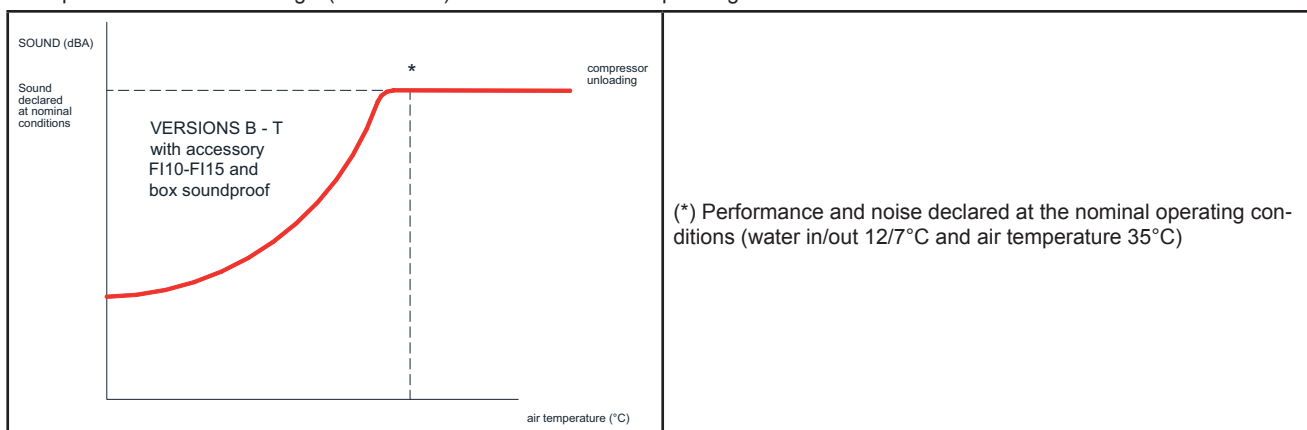 SOUND (dBA)
Sound
declared
at nominal
conditions
*
compressor
unloading
VERSIONS B - T
with accessory
FI10-FI15 and
box soundproof
air temperature (°C)
(*) Performance and noise declared at the nominal operating con-
ditions (water in/out 12/7°C and air temperature 35°C)